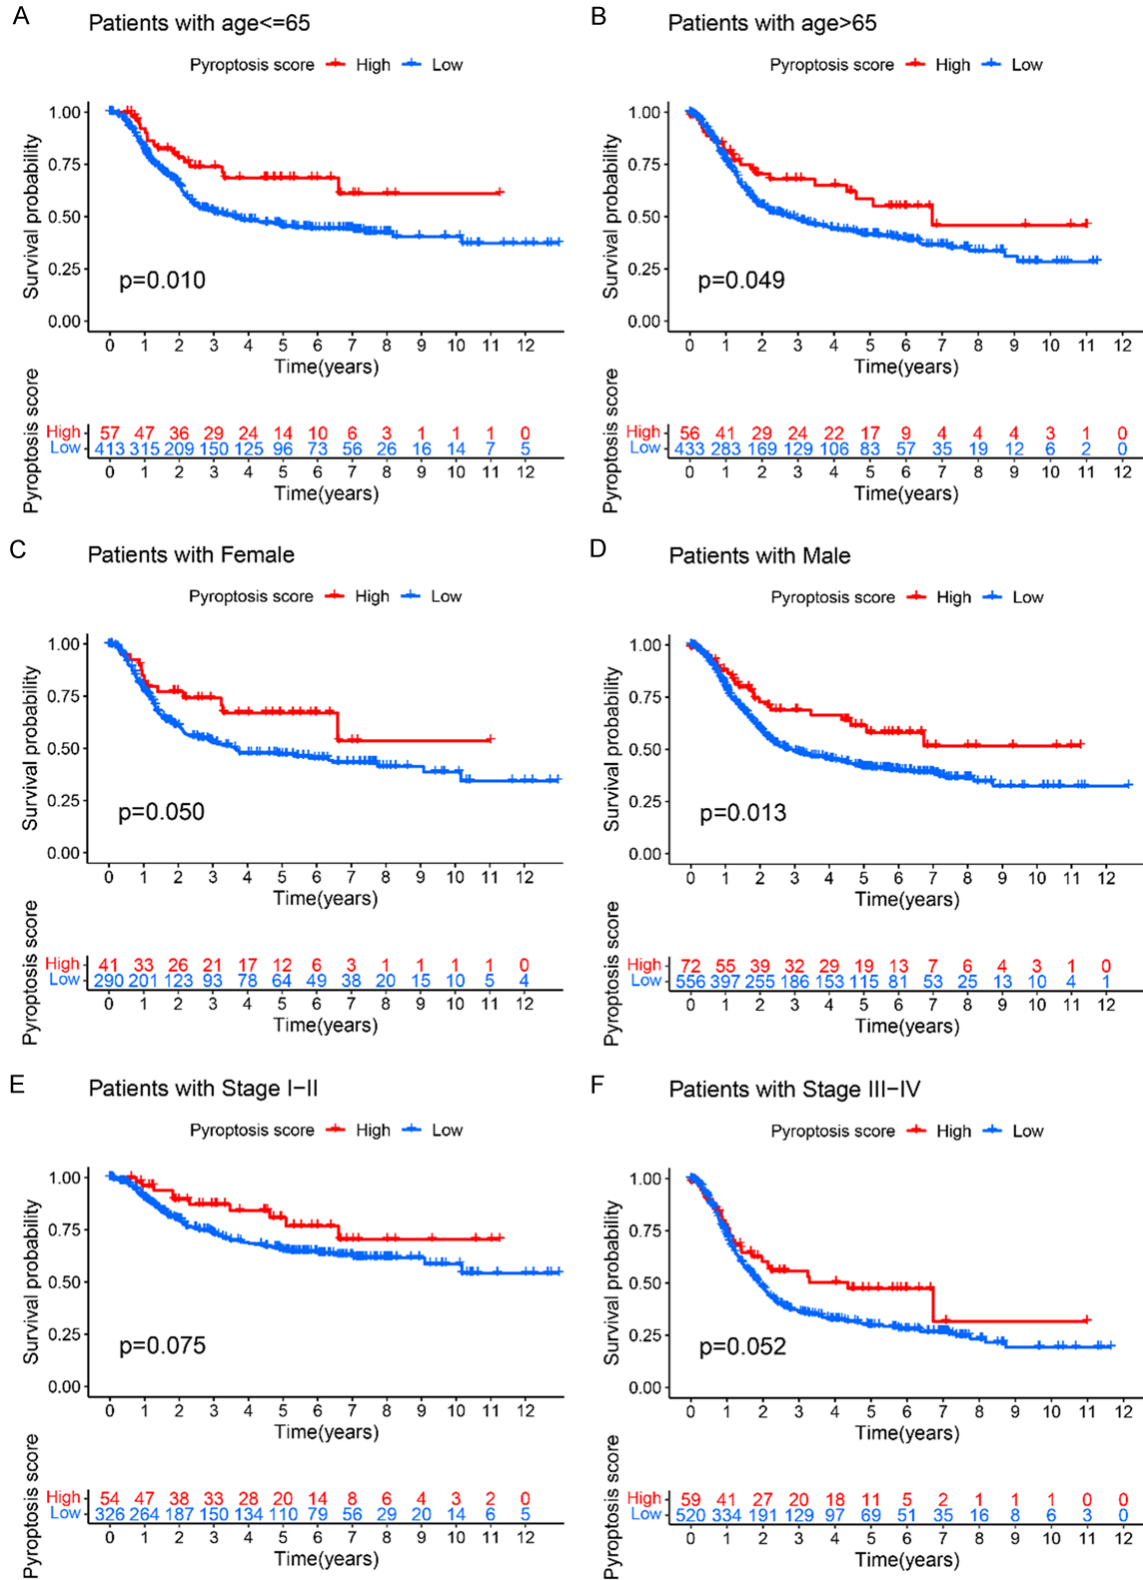 A
Patients with age<=65
Pyroptosis score High Low
Survival probability
1.00
0.75
0.50
0.25
0.00
p=0.010
0 1 2 3 4 5 6 7 8 9 10 11 12
Time(years)
Pyroptosis score
High 57 47 36 29 24 14 10 6 3 1 1 1 0
Low 413 315 209 150 125 96 73 56 26 16 14 7 5
0 1 2 3 4 5 6 7 8 9 10 11 12
Time(years)
B
Patients with age>65
Pyroptosis score High Low
Survival probability
1.00
0.75
0.50
0.25
0.00
p=0.049
0 1 2 3 4 5 6 7 8 9 10 11 12
Time(years)
Pyroptosis score
High 56 41 29 24 22 17 9 4 4 4 3 1 0
Low 433 283 169 129 106 83 57 35 19 12 6 2 0
0 1 2 3 4 5 6 7 8 9 10 11 12
Time(years)
C
Patients with Female
Pyroptosis score High Low
Survival probability
1.00
0.75
0.50
0.25
0.00
p=0.050
0 1 2 3 4 5 6 7 8 9 10 11 12
Time(years)
Pyroptosis score
High 41 33 26 21 17 12 6 3 1 1 1 1 0
Low 290 201 123 93 78 64 49 38 20 15 10 5 4
0 1 2 3 4 5 6 7 8 9 10 11 12
Time(years)
D
Patients with Male
Pyroptosis score High Low
Survival probability
1.00
0.75
0.50
0.25
0.00
p=0.013
0 1 2 3 4 5 6 7 8 9 10 11 12
Time(years)
Pyroptosis score
High 72 55 39 32 29 19 13 7 6 4 3 1 0
Low 556 397 255 186 153 115 81 53 25 13 10 4 1
0 1 2 3 4 5 6 7 8 9 10 11 12
Time(years)
E
Patients with Stage I−II
Pyroptosis score High Low
Survival probability
1.00
0.75
0.50
0.25
0.00
p=0.075
0 1 2 3 4 5 6 7 8 9 10 11 12
Time(years)
Pyroptosis score
High 54 47 38 33 28 20 14 8 6 4 3 2 0
Low 326 264 187 150 134 110 79 56 29 20 14 6 5
0 1 2 3 4 5 6 7 8 9 10 11 12
Time(years)
F
Patients with Stage III−IV
Pyroptosis score High Low
Survival probability
1.00
0.75
0.50
0.25
0.00
p=0.052
0 1 2 3 4 5 6 7 8 9 10 11 12
Time(years)
Pyroptosis score
High 59 41 27 20 18 11 5 2 1 1 1 0 0
Low 520 334 191 129 97 69 51 35 16 8 6 3 0
0 1 2 3 4 5 6 7 8 9 10 11 12
Time(years)